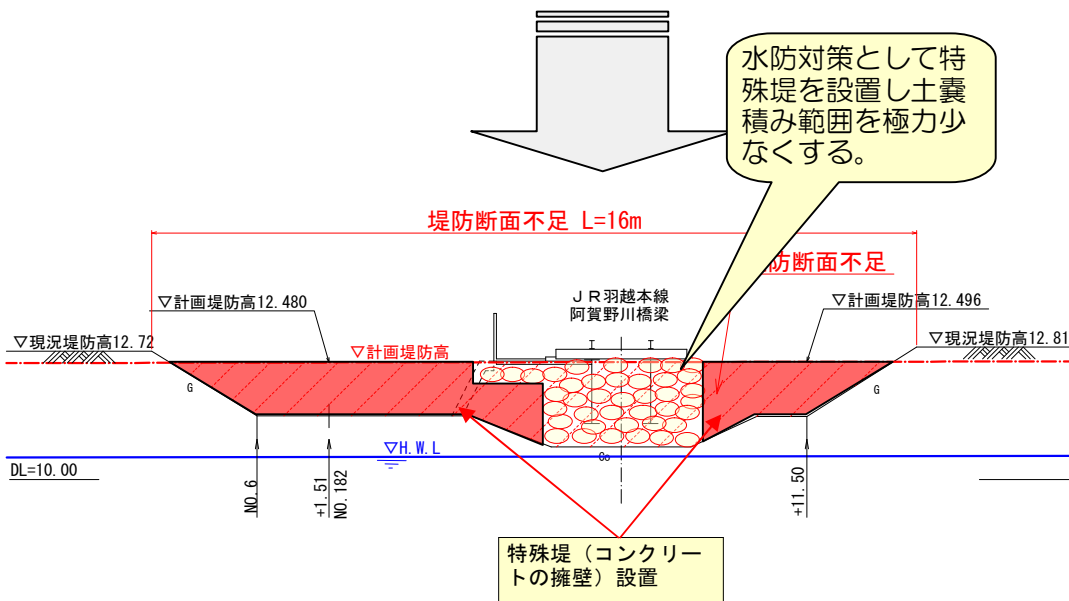 水防対策として特
殊堤を設置し土嚢
積み範囲を極力少
なくする。
堤防断面不足 L=16m
防断面不足
▽計画堤防高12.480
JR羽越本線
阿賀野川橋梁
▽計画堤防高12.496
▽現況堤防高12.72
▽計画堤防高
▽現況堤防高12.81
G
G
▽H.W.L
Co
DL=10.00
NO.6
+1.51
NO.182
+11.50
特殊堤(コンクリー
トの擁壁)設置